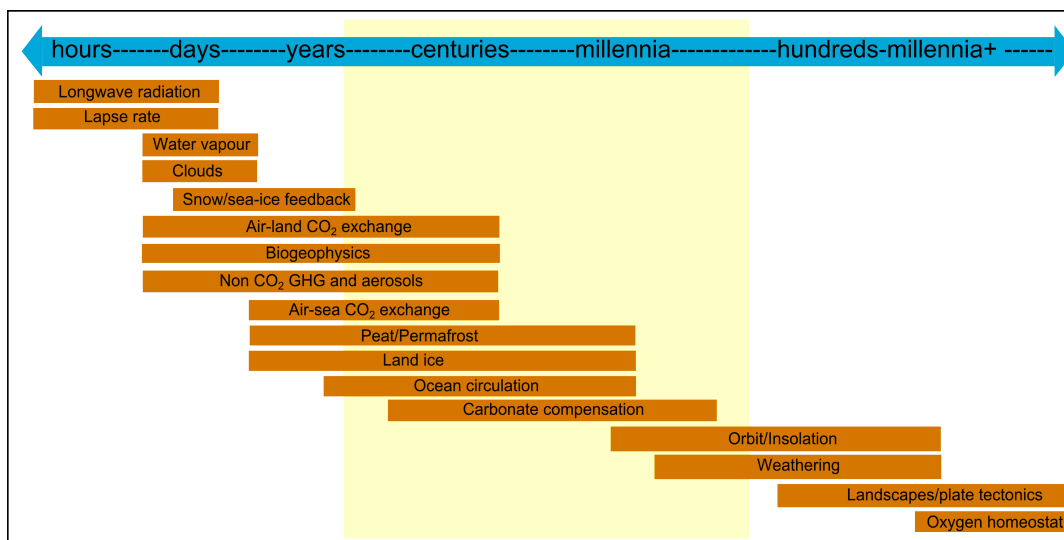 hours-------days--------years--------centuries--------millennia-------------hundreds-millennia+ ------
Longwave radiation
Lapse rate
Water vapour
Clouds
Snow/sea-ice feedback
Air-land CO₂ exchange
Biogeophysics
Non CO₂ GHG and aerosols
Air-sea CO₂ exchange
Peat/Permafrost
Land ice
Ocean circulation
Carbonate compensation
Orbit/Insolation
Weathering
Landscapes/plate tectonics
Oxygen homeostat